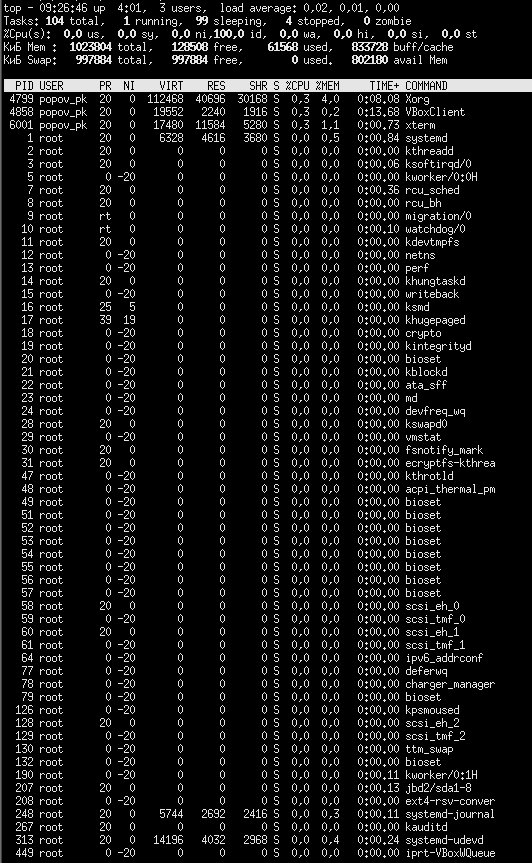 top - 09:26:46 up  4:01,  3 users,  load average: 0,02, 0,01, 0,00
Tasks: 104 total,   1 running,  99 sleeping,   4 stopped,   0 zombie
%Cpu(s):  0,0 us,  0,0 sy,  0,0 ni,100,0 id,  0,0 wa,  0,0 hi,  0,0 si,  0,0 st
КиБ Mem :  1023804 total,   128508 free,    61568 used,   833728 buff/cache
КиБ Swap:   997884 total,   997884 free,        0 used.   802180 avail Mem
PID USER      PR  NI    VIRT    RES    SHR S %CPU %MEM     TIME+ COMMAND
4799 popov_pk  20   0  112468  40696  30168 S  0,3  4,0   0:08.08 Xorg
4858 popov_pk  20   0   19552   2240   1916 S  0,3  0,2   0:13.68 VBoxClient
6001 popov_pk  20   0   17480  11584   5280 S  0,3  1,1   0:00.73 xterm
1 root      20   0    6328   4616   3680 S  0,0  0,5   0:00.84 systemd
2 root      20   0       0      0      0 S  0,0  0,0   0:00.00 kthreadd
3 root      20   0       0      0      0 S  0,0  0,0   0:00.06 ksoftirqd/0
5 root       0 -20       0      0      0 S  0,0  0,0   0:00.00 kworker/0:0H
7 root      20   0       0      0      0 S  0,0  0,0   0:00.36 rcu_sched
8 root      20   0       0      0      0 S  0,0  0,0   0:00.00 rcu_bh
9 root      rt   0       0      0      0 S  0,0  0,0   0:00.00 migration/0
10 root      rt   0       0      0      0 S  0,0  0,0   0:00.10 watchdog/0
11 root      20   0       0      0      0 S  0,0  0,0   0:00.00 kdevtmpfs
12 root       0 -20       0      0      0 S  0,0  0,0   0:00.00 netns
13 root       0 -20       0      0      0 S  0,0  0,0   0:00.00 perf
14 root      20   0       0      0      0 S  0,0  0,0   0:00.00 khungtaskd
15 root       0 -20       0      0      0 S  0,0  0,0   0:00.00 writeback
16 root      25   5       0      0      0 S  0,0  0,0   0:00.00 ksmd
17 root      39  19       0      0      0 S  0,0  0,0   0:00.00 khugepaged
18 root       0 -20       0      0      0 S  0,0  0,0   0:00.00 crypto
19 root       0 -20       0      0      0 S  0,0  0,0   0:00.00 kintegrityd
20 root       0 -20       0      0      0 S  0,0  0,0   0:00.00 bioset
21 root       0 -20       0      0      0 S  0,0  0,0   0:00.00 kblockd
22 root       0 -20       0      0      0 S  0,0  0,0   0:00.00 ata_sff
23 root       0 -20       0      0      0 S  0,0  0,0   0:00.00 md
24 root       0 -20       0      0      0 S  0,0  0,0   0:00.00 devfreq_wq
28 root      20   0       0      0      0 S  0,0  0,0   0:00.00 kswapd0
29 root       0 -20       0      0      0 S  0,0  0,0   0:00.00 vmstat
30 root      20   0       0      0      0 S  0,0  0,0   0:00.00 fsnotify_mark
31 root      20   0       0      0      0 S  0,0  0,0   0:00.00 ecryptfs-kthrea
47 root       0 -20       0      0      0 S  0,0  0,0   0:00.00 kthrotld
48 root       0 -20       0      0      0 S  0,0  0,0   0:00.00 acpi_thermal_pm
49 root       0 -20       0      0      0 S  0,0  0,0   0:00.00 bioset
51 root       0 -20       0      0      0 S  0,0  0,0   0:00.00 bioset
52 root       0 -20       0      0      0 S  0,0  0,0   0:00.00 bioset
53 root       0 -20       0      0      0 S  0,0  0,0   0:00.00 bioset
54 root       0 -20       0      0      0 S  0,0  0,0   0:00.00 bioset
55 root       0 -20       0      0      0 S  0,0  0,0   0:00.00 bioset
56 root       0 -20       0      0      0 S  0,0  0,0   0:00.00 bioset
57 root       0 -20       0      0      0 S  0,0  0,0   0:00.00 bioset
58 root      20   0       0      0      0 S  0,0  0,0   0:00.00 scsi_eh_0
59 root       0 -20       0      0      0 S  0,0  0,0   0:00.00 scsi_tmf_0
60 root      20   0       0      0      0 S  0,0  0,0   0:00.00 scsi_eh_1
61 root       0 -20       0      0      0 S  0,0  0,0   0:00.00 scsi_tmf_1
64 root       0 -20       0      0      0 S  0,0  0,0   0:00.00 ipv6_addrconf
77 root       0 -20       0      0      0 S  0,0  0,0   0:00.00 deferwq
78 root       0 -20       0      0      0 S  0,0  0,0   0:00.00 charger_manager
79 root       0 -20       0      0      0 S  0,0  0,0   0:00.00 bioset
126 root       0 -20       0      0      0 S  0,0  0,0   0:00.00 kpsmoused
128 root      20   0       0      0      0 S  0,0  0,0   0:00.00 scsi_eh_2
129 root       0 -20       0      0      0 S  0,0  0,0   0:00.00 scsi_tmf_2
130 root       0 -20       0      0      0 S  0,0  0,0   0:00.00 ttm_swap
132 root       0 -20       0      0      0 S  0,0  0,0   0:00.00 bioset
190 root       0 -20       0      0      0 S  0,0  0,0   0:00.11 kworker/0:1H
207 root      20   0       0      0      0 S  0,0  0,0   0:00.13 jbd2/sda1-8
208 root       0 -20       0      0      0 S  0,0  0,0   0:00.00 ext4-rsv-conver
248 root      20   0    5744   2692   2416 S  0,0  0,3   0:00.11 systemd-journal
267 root      20   0       0      0      0 S  0,0  0,0   0:00.00 kauditd
313 root      20   0   14196   4032   2968 S  0,0  0,4   0:00.24 systemd-udevd
449 root       0 -20       0      0      0 S  0,0  0,0   0:00.00 iprt-VBoxWQueue